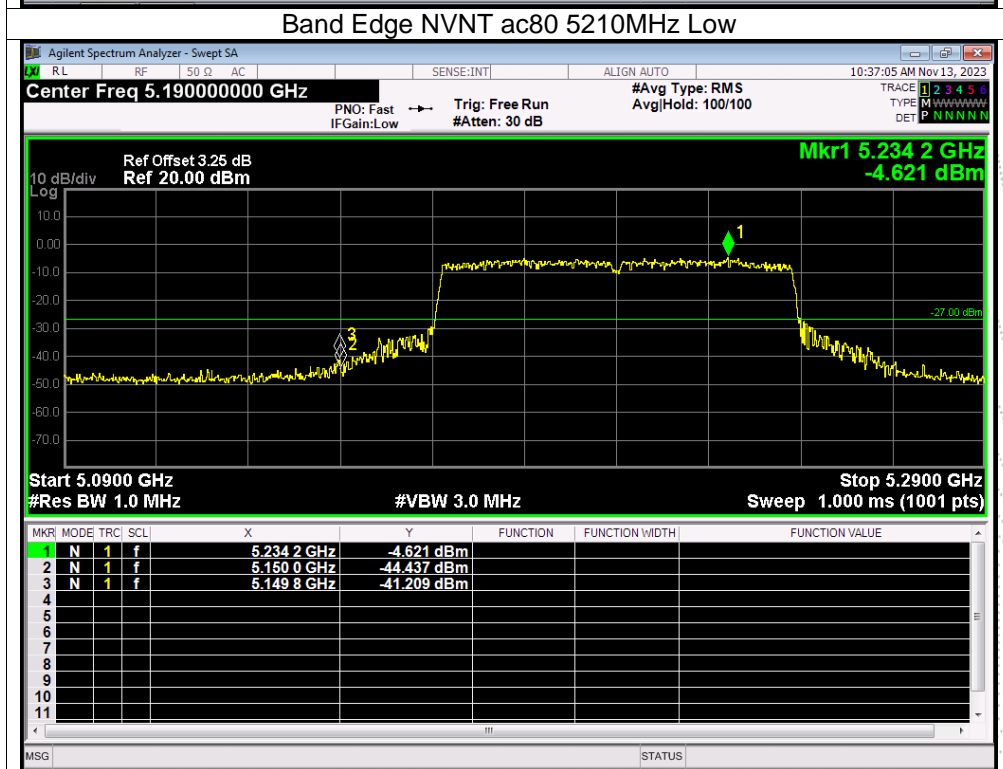 Band Edge NVNT ac80 5210MHz Low
Agilent Spectrum Analyzer - Swept SA
LXI RL RF 50 Ω AC SENSE:INT ALIGN AUTO 10:37:05 AM Nov 13, 2023
Center Freq 5.190000000 GHz #Avg Type: RMS TRACE 1 2 3 4 5 6
PNO: Fast Trig: Free Run Avg|Hold: 100/100 TYPE M WWWWW
IFGain:Low #Atten: 30 dB DET P N N N N N
Mkr1 5.234 2 GHz
Ref Offset 3.25 dB
10 dB/div Ref 20.00 dBm -4.621 dBm
Log
10.0
1
0.00
-10.0
-20.0
-27.00 dBm
-30.0
3
2
-40.0
-50.0
-60.0
-70.0
Start 5.0900 GHz Stop 5.2900 GHz
#Res BW 1.0 MHz #VBW 3.0 MHz Sweep 1.000 ms (1001 pts)
MKR MODE TRC SCL X Y FUNCTION FUNCTION WIDTH FUNCTION VALUE
1 N 1 f 5.234 2 GHz -4.621 dBm
2 N 1 f 5.150 0 GHz -44.437 dBm
3 N 1 f 5.149 8 GHz -41.209 dBm
4
5
6
7
8
9
10
11
MSG STATUS